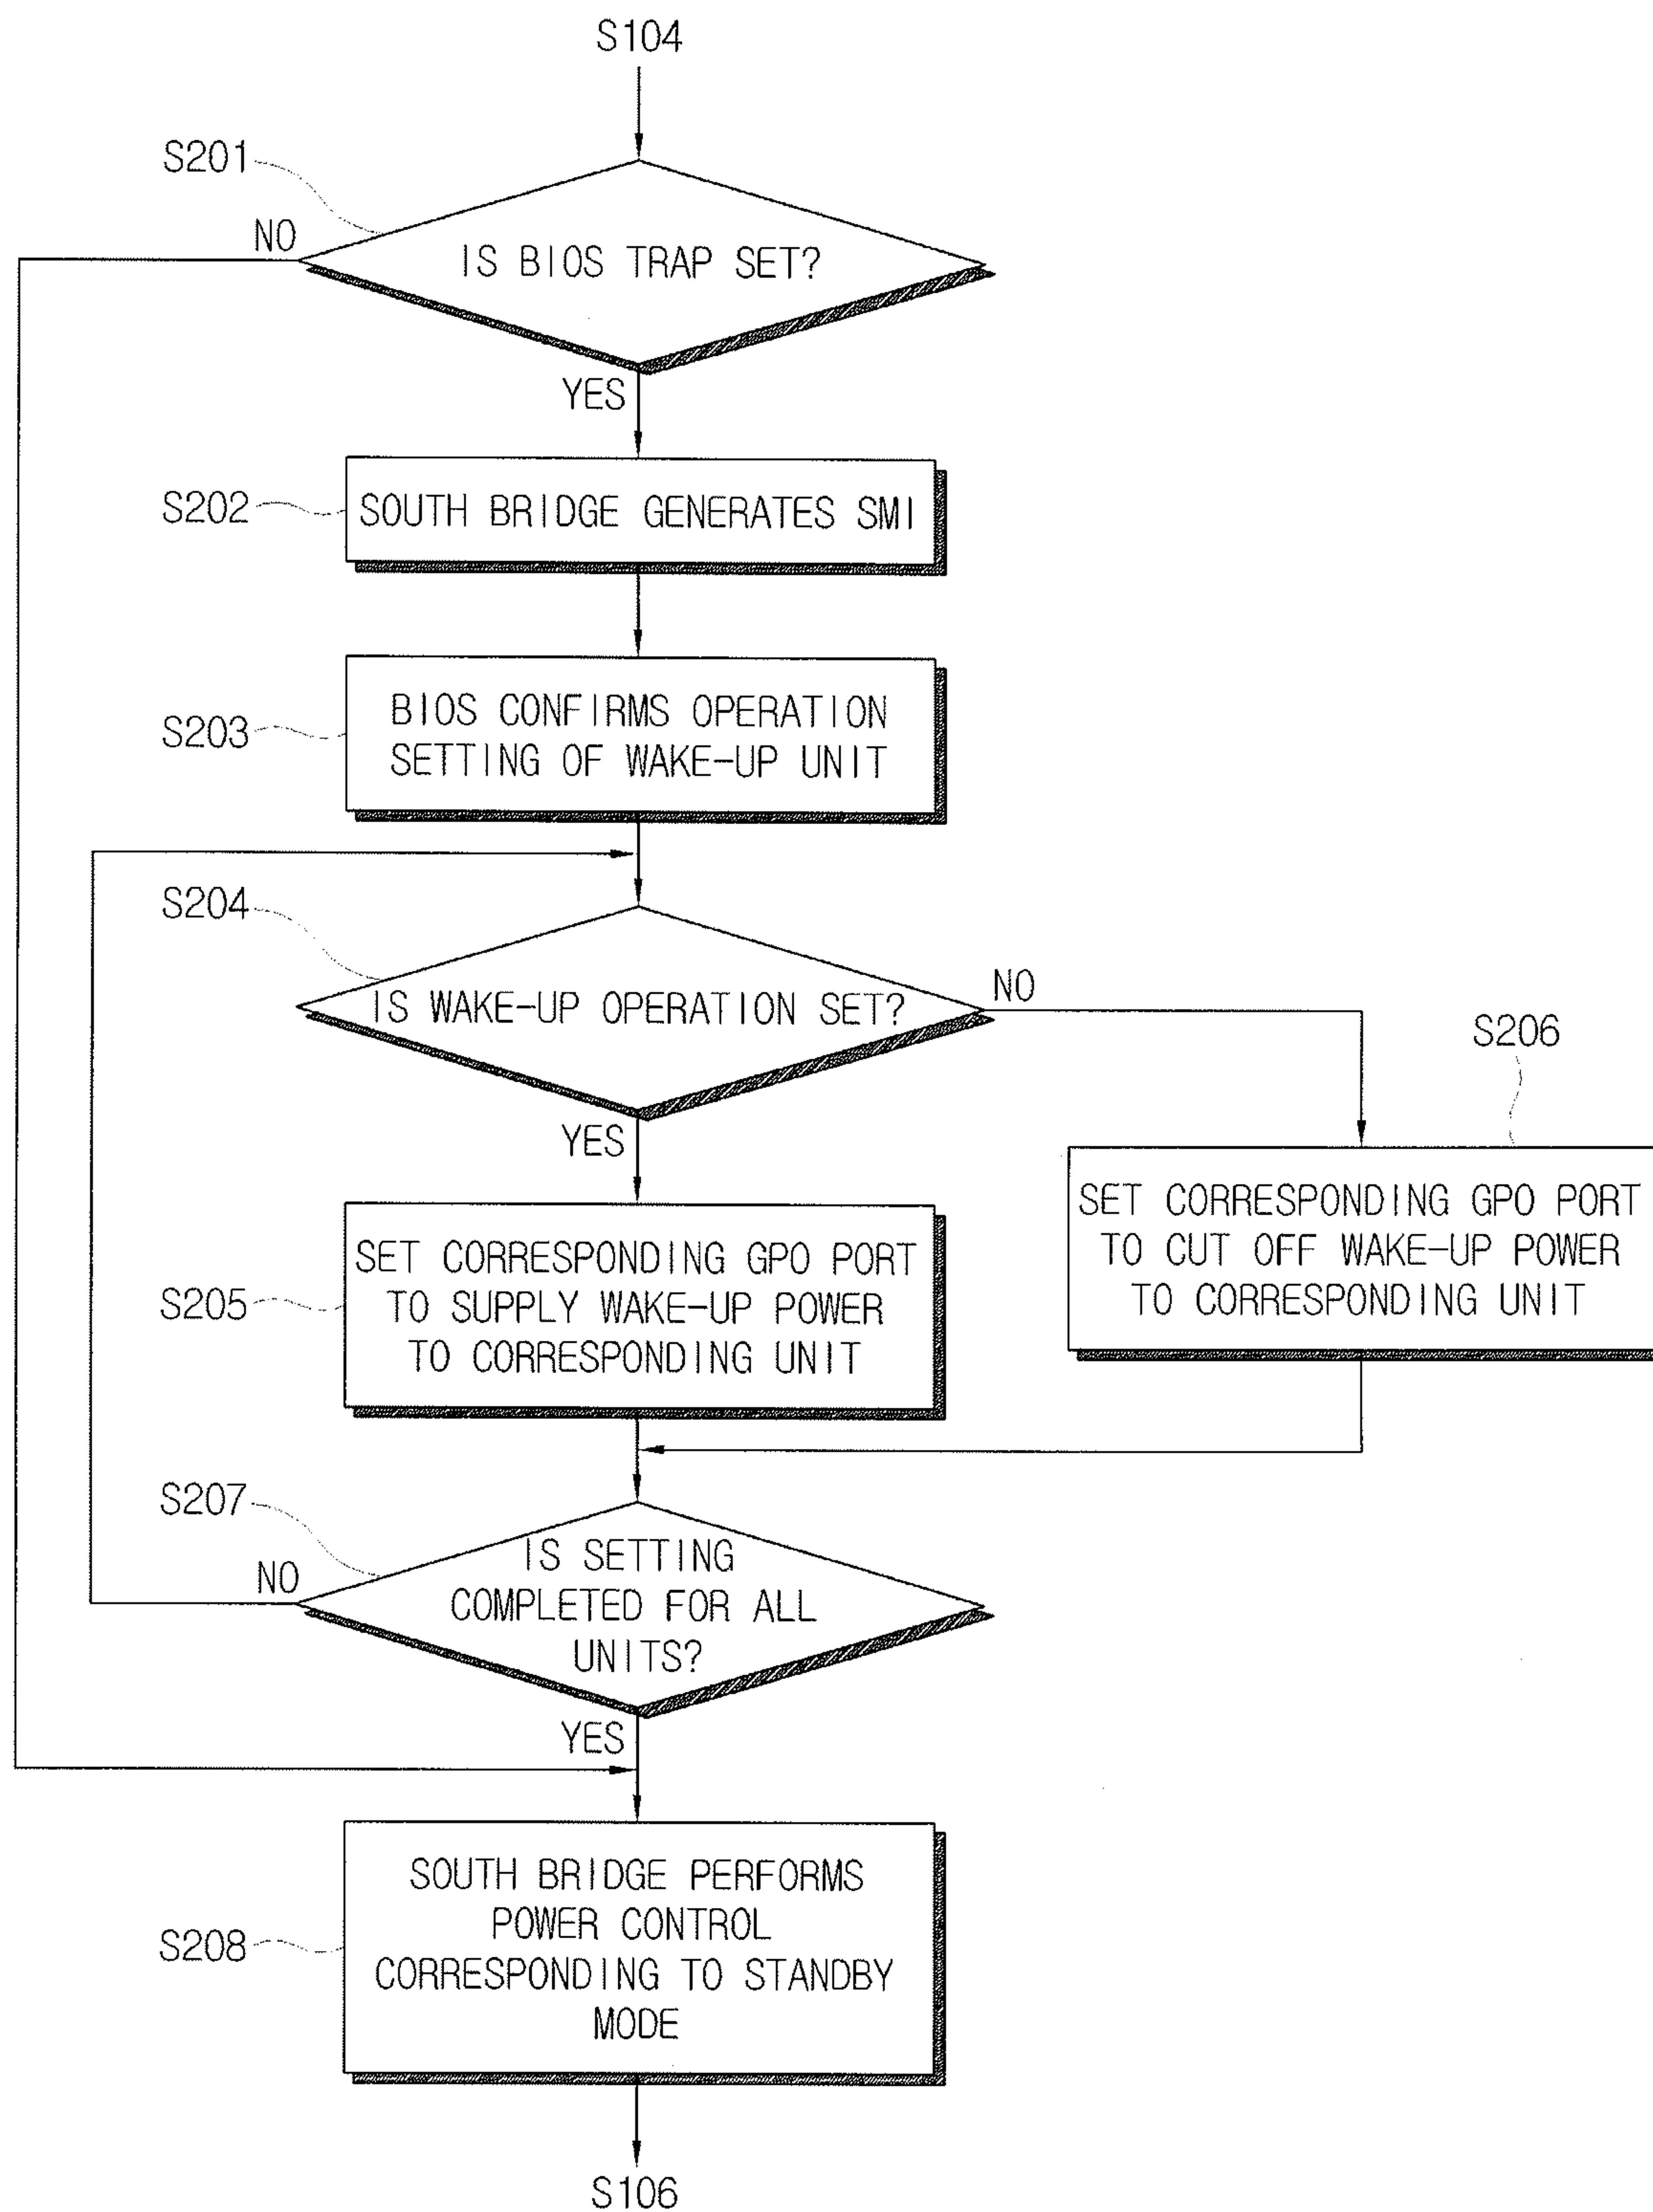 S104
S201
NO
IS BIOS TRAP SET?
YES
S202
SOUTH BRIDGE GENERATES SMI
S203
BIOS CONFIRMS OPERATION
SETTING OF WAKE-UP UNIT
S204
IS WAKE-UP OPERATION SET?
NO
YES
S206
SET CORRESPONDING GPO PORT
TO CUT OFF WAKE-UP POWER
TO CORRESPONDING UNIT
S205
SET CORRESPONDING GPO PORT
TO SUPPLY WAKE-UP POWER
TO CORRESPONDING UNIT
S207
NO
IS SETTING
COMPLETED FOR ALL
UNITS?
YES
S208
SOUTH BRIDGE PERFORMS
POWER CONTROL
CORRESPONDING TO STANDBY
MODE
S106